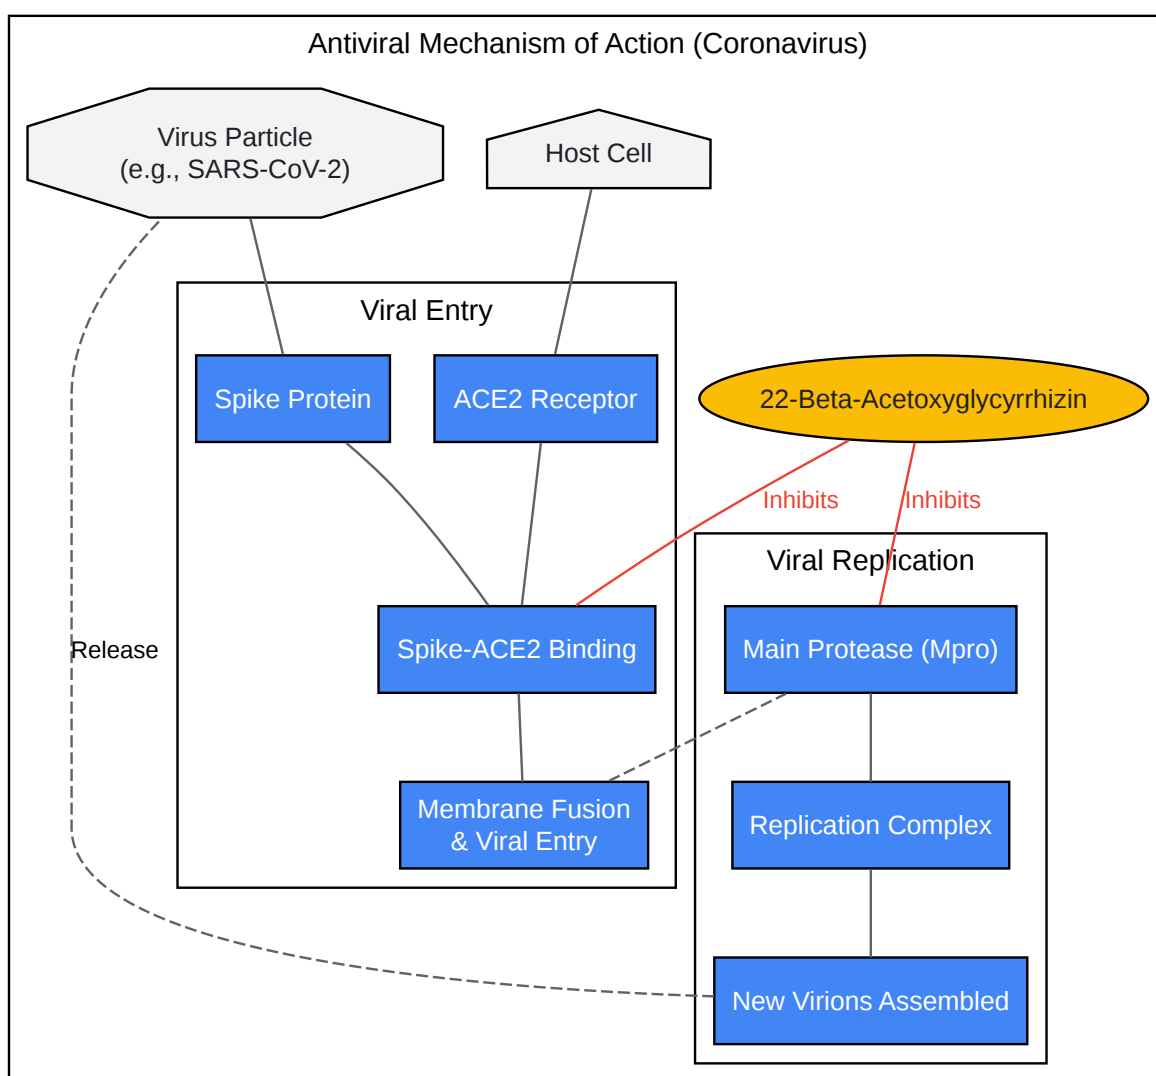 Antiviral Mechanism of Action (Coronavirus)
Virus Particle
(e.g., SARS-CoV-2)
Host Cell
Viral Entry
Spike Protein
ACE2 Receptor
22-Beta-Acetoxyglycyrrhizin
Inhibits
Inhibits
Viral Replication
Release
Spike-ACE2 Binding
Main Protease (Mpro)
Membrane Fusion
& Viral Entry
Replication Complex
New Virions Assembled